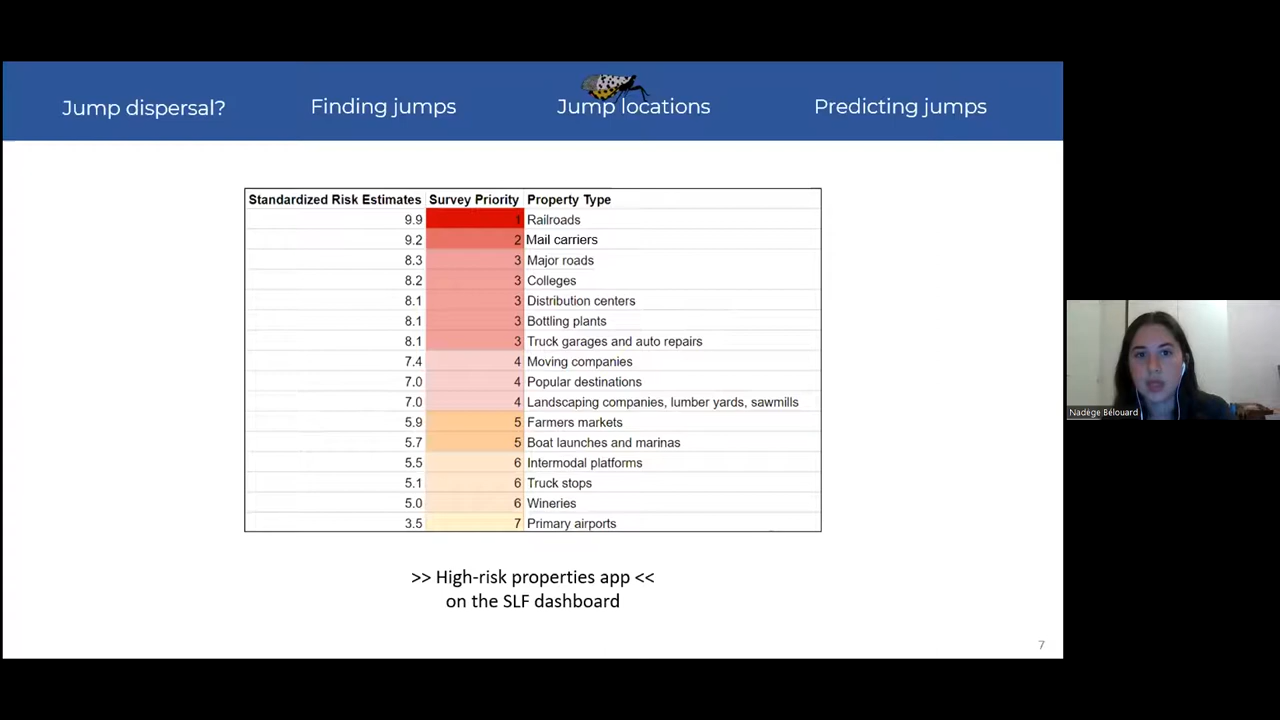 Jump dispersal? Finding jumps Jump locations Predicting jumps
Standardized Risk Estimates Survey Priority Property Type
9.9 1 Railroads
9.2 2 Mail carriers
8.3 3 Major roads
8.2 3 Colleges
8.1 3 Distribution centers
8.1 3 Bottling plants
8.1 3 Truck garages and auto repairs
7.4 4 Moving companies
7.0 4 Popular destinations
7.0 4 Landscaping companies, lumber yards, sawmills
5.9 5 Farmers markets
5.7 5 Boat launches and marinas
5.5 6 Intermodal platforms
5.1 6 Truck stops
5.0 6 Wineries
3.5 7 Primary airports
>> High-risk properties app <<
on the SLF dashboard
7
Nadège Bélouard